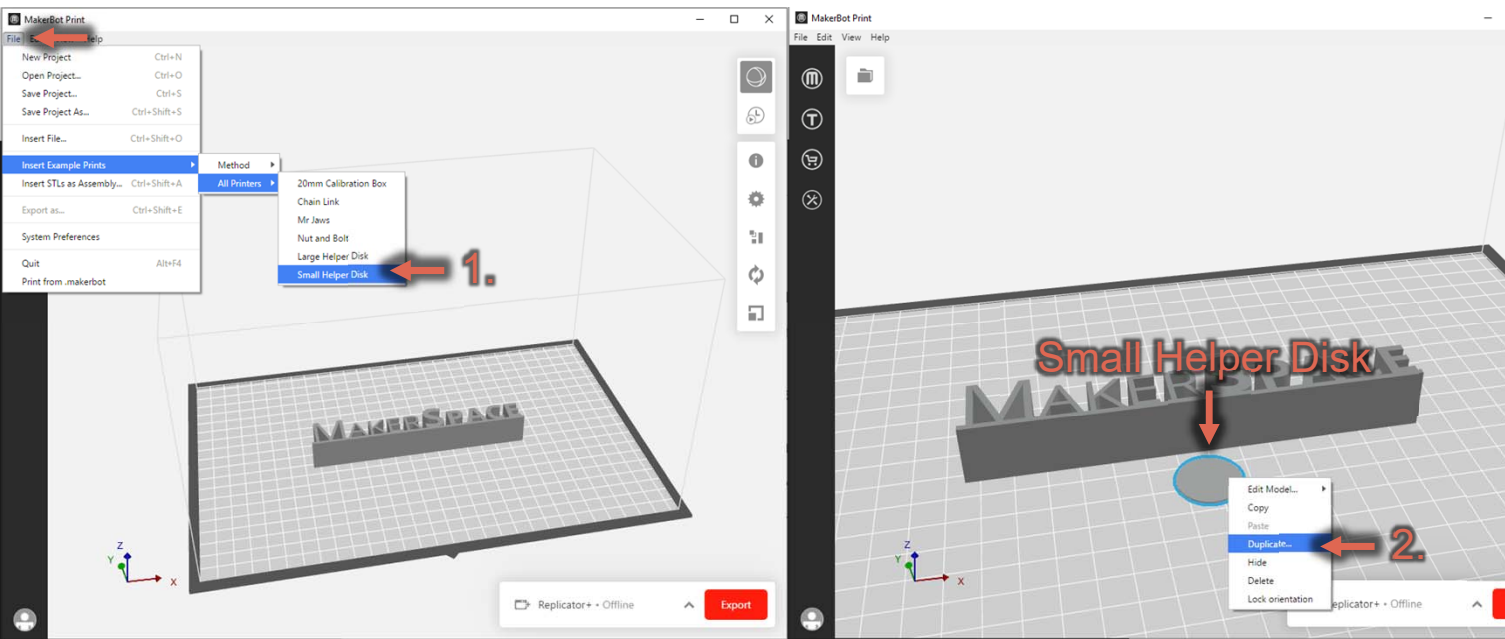 MakerBot Print
File
Help
New Project Ctrl+N
Open Project... Ctrl+O
Save Project... Ctrl+S
Save Project As... Ctrl+Shift+S
Insert File... Ctrl+Shift+O
Insert Example Prints
Insert STLs as Assembly... Ctrl+Shift+A
Export as... Ctrl+Shift+E
System Preferences
Quit Alt+F4
Print from .makerbot
Method
All Printers
20mm Calibration Box
Chain Link
Mr Jaws
Nut and Bolt
Large Helper Disk
Small Helper Disk
1.
MAKERSPACE
Z
Y
X
Replicator+ • Offline
Export
MakerBot Print
File Edit View Help
Small Helper Disk
MAKERSPACE
Edit Model...
Copy
Paste
Duplicate...
2.
Hide
Delete
Lock orientation
Z
Y
X
eplicator+ • Offline